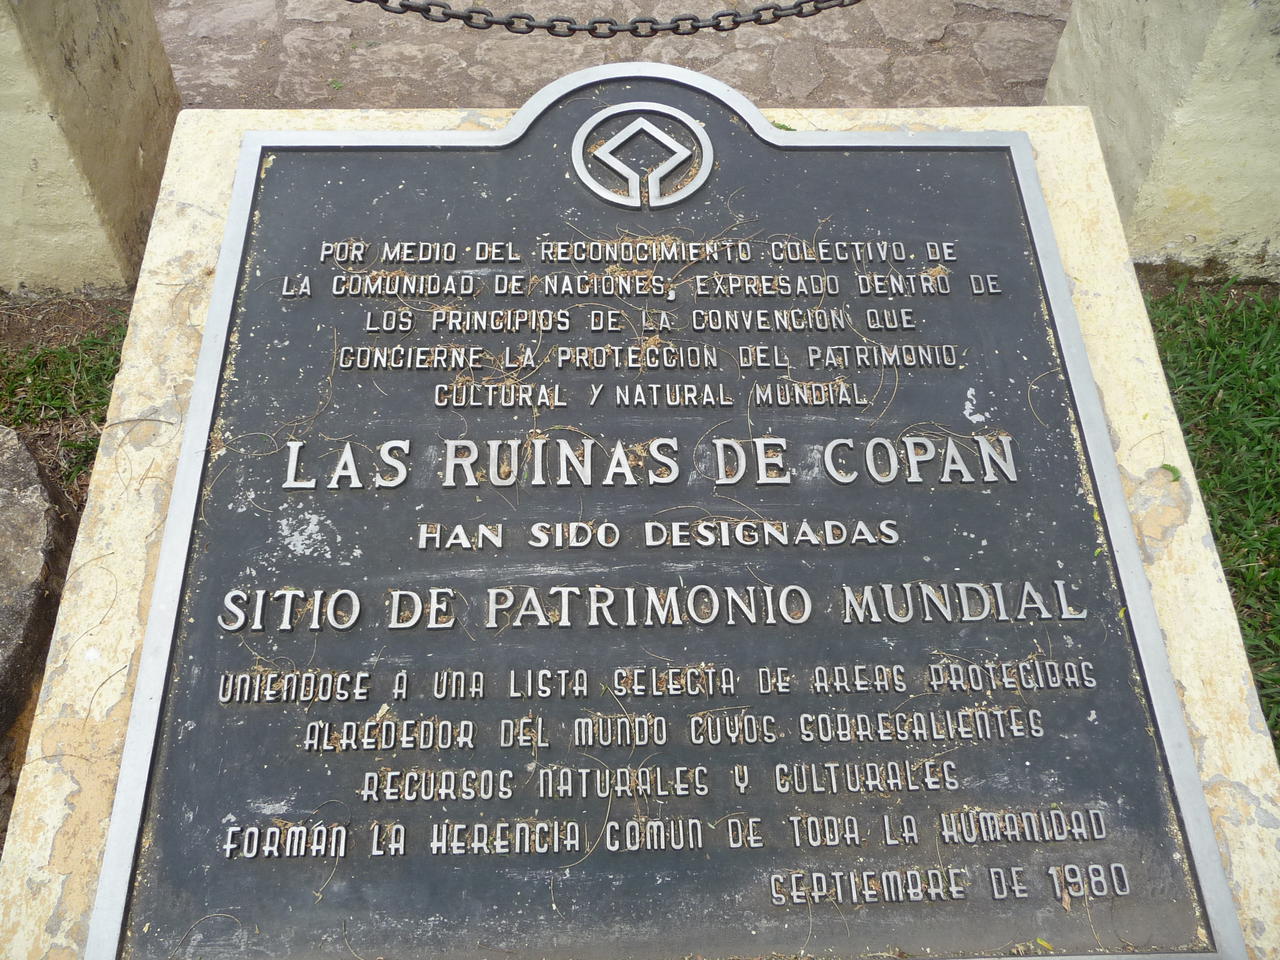 POR MEDIO DEL RECONOCIMIENTO COLECTIVO DE
LA COMUNIDAD DE NACIONES, EXPRESADO DENTRO DE
LOS PRINCIPIOS DE LA CONVENCION QUE
CONCIERNE LA PROTECCION DEL PATRIMONIO
CULTURAL Y NATURAL MUNDIAL
LAS RUINAS DE COPAN
HAN SIDO DESIGNADAS
SITIO DE PATRIMONIO MUNDIAL
UNIENDOSE A UNA LISTA SELECTA DE AREAS PROTEGIDAS
ALREDEDOR DEL MUNDO CUYOS SOBRESALIENTES
RECURSOS NATURALES Y CULTURALES
FORMAN LA HERENCIA COMUN DE TODA LA HUMANIDAD
SEPTIEMBRE DE 1980